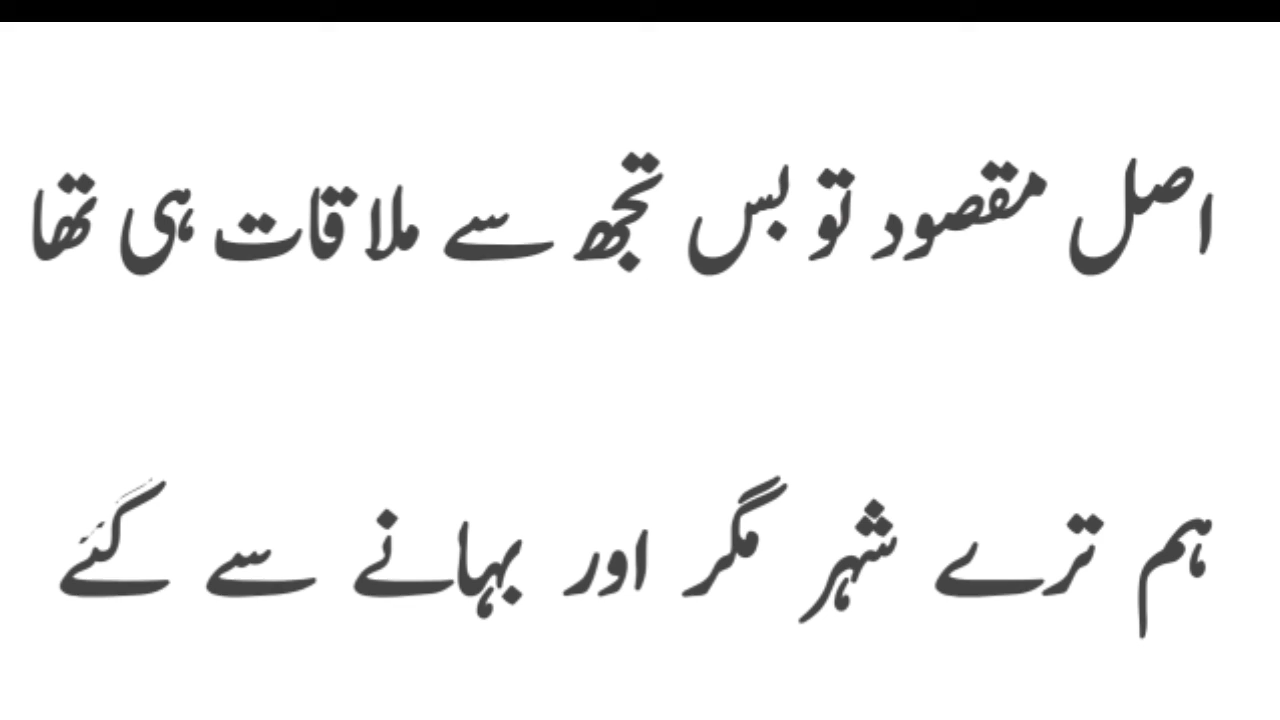 اصل مقصود تو بس تجھ سے ملاقات ہی تھا
ہم ترے شہر مگر اور بہانے سے گئے